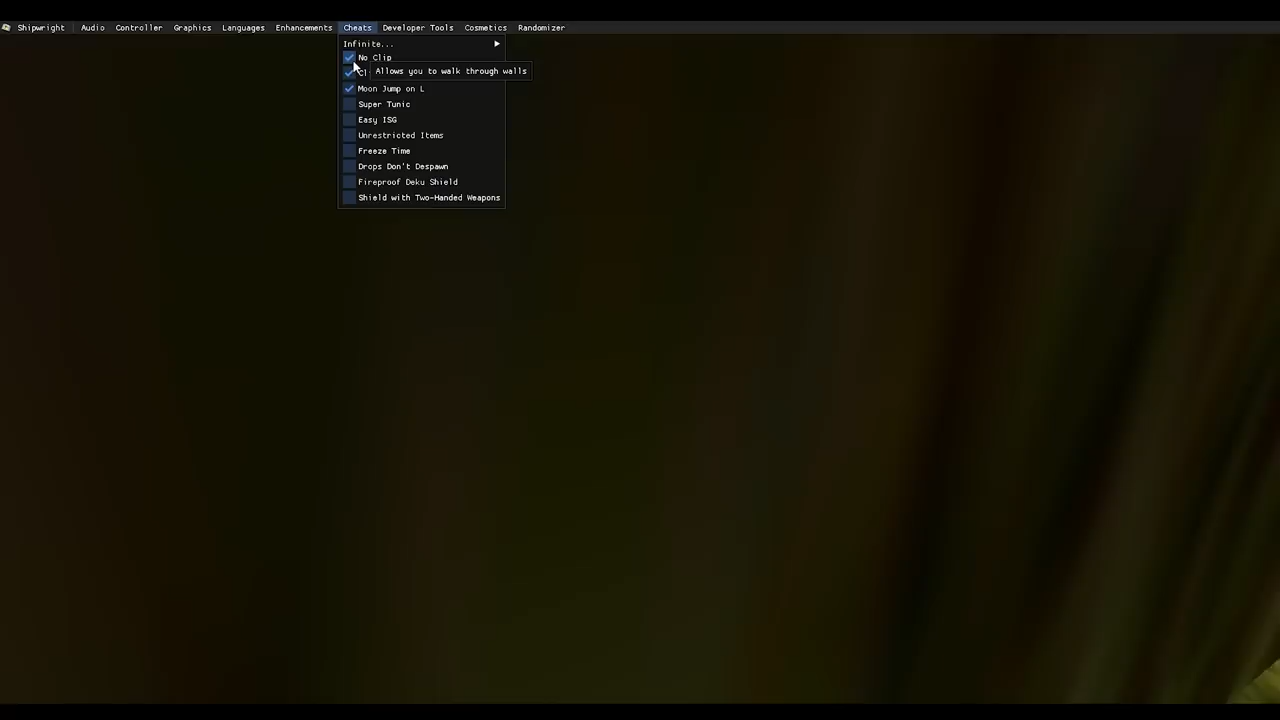 Shipwright Audio Controller Graphics Languages Enhancements Cheats Developer Tools Cosmetics Randomizer
Infinite...
No Clip
Allows you to walk through walls
Moon Jump on L
Super Tunic
Easy ISG
Unrestricted Items
Freeze Time
Drops Don't Despawn
Fireproof Deku Shield
Shield with Two-Handed Weapons